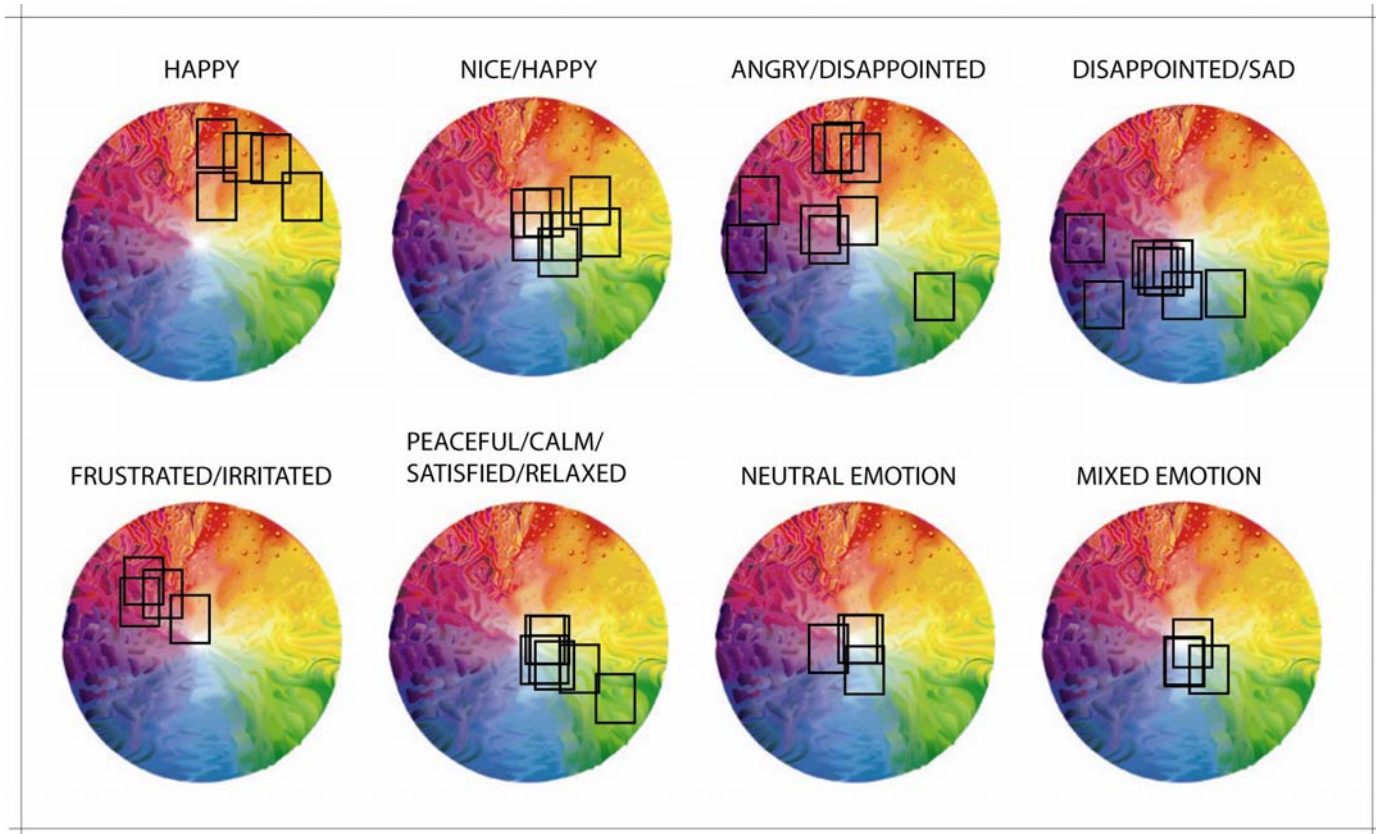 HAPPY
NICE/HAPPY
ANGRY/DISAPPOINTED
DISAPPOINTED/SAD
FRUSTRATED/IRRITATED
PEACEFUL/CALM/
SATISFIED/RELAXED
NEUTRAL EMOTION
MIXED EMOTION